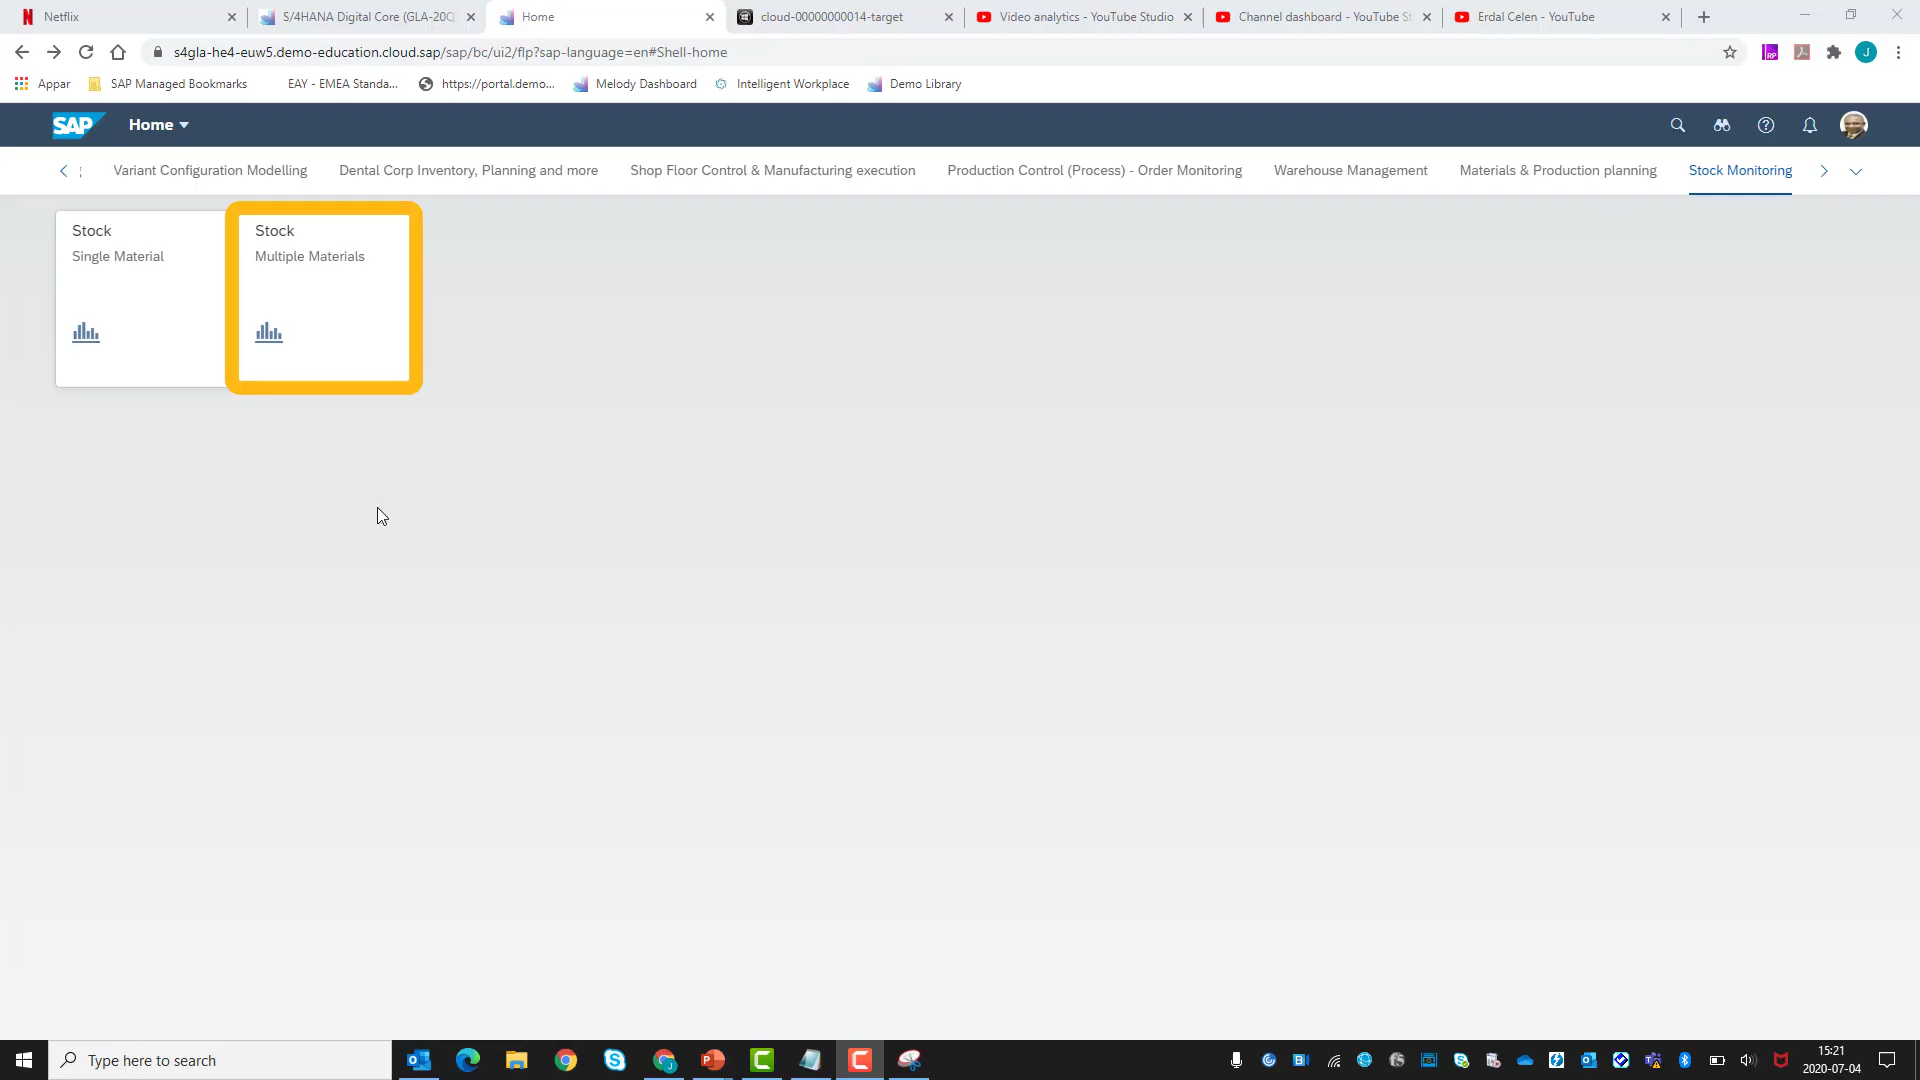 Netflix
S/4HANA Digital Core (GLA-20Q
Home
cloud-00000000014-target
Video analytics - YouTube Studio
Channel dashboard - YouTube St
Erdal Celen - YouTube
s4gla-he4-euw5.demo-education.cloud.sap/sap/bc/ui2/flp?sap-language=en#Shell-home
RP
J
Appar
SAP Managed Bookmarks
EAY - EMEA Standa...
https://portal.demo...
Melody Dashboard
Intelligent Workplace
Demo Library
SAP
Home
Variant Configuration Modelling
Dental Corp Inventory, Planning and more
Shop Floor Control & Manufacturing execution
Production Control (Process) - Order Monitoring
Warehouse Management
Materials & Production planning
Stock Monitoring
Stock
Single Material
Stock
Multiple Materials
Type here to search
15:21
2020-07-04